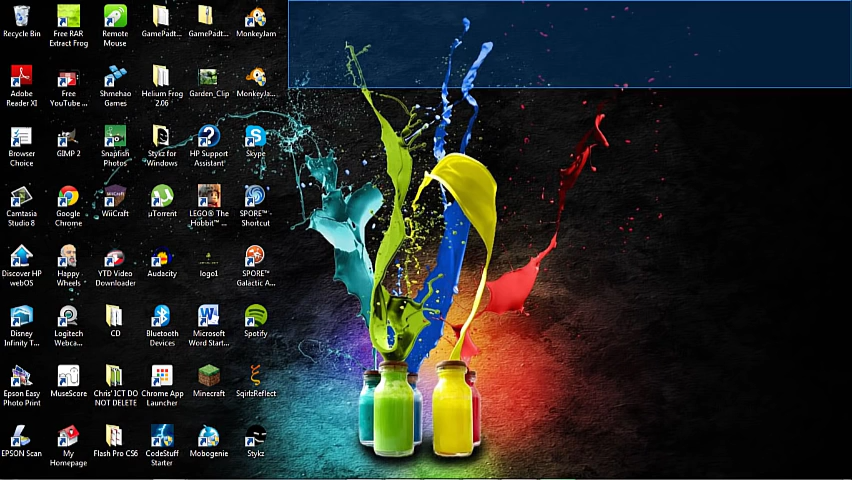 Recycle Bin
Free RAR
Extract Frog
Remote
Mouse
GamePadt...
GamePadt...
MonkeyJam
Adobe
Reader XI
Free
YouTube ...
Shmehao
Games
Helium Frog
2.06
Garden_Clip
MonkeyJa...
Browser
Choice
GIMP 2
Snapfish
Photos
Stykz for
Windows
HP Support
Assistant
Skype
Camtasia
Studio 8
Google
Chrome
WiiCraft
µTorrent
LEGO® The
Hobbit™ ...
SPORE™ -
Shortcut
Discover HP
webOS
Happy
Wheels
YTD Video
Downloader
Audacity
logo1
SPORE™
Galactic A...
Disney
Infinity T...
Logitech
Webca...
CD
Bluetooth
Devices
Microsoft
Word Start...
Spotify
Epson Easy
Photo Print
MuseScore
Chris' ICT DO
NOT DELETE
Chrome App
Launcher
Minecraft
SqirlzReflect
EPSON Scan
My
Homepage
Flash Pro CS6
CodeStuff
Starter
Mobogenie
Stykz